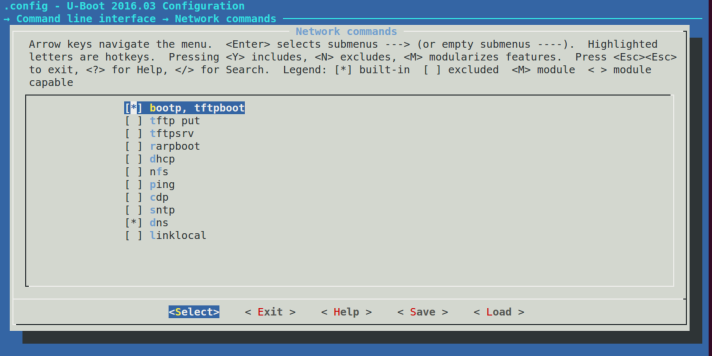 .config - U-Boot 2016.03 Configuration
→ Command line interface → Network commands
Network commands
Arrow keys navigate the menu.  <Enter> selects submenus ---> (or empty submenus ----).  Highlighted
letters are hotkeys.  Pressing <Y> includes, <N> excludes, <M> modularizes features.  Press <Esc><Esc>
to exit, <?> for Help, </> for Search.  Legend: [*] built-in  [ ] excluded  <M> module  < > module
capable
[*] bootp, tftpboot
[ ] tftp put
[ ] tftpsrv
[ ] rarpboot
[ ] dhcp
[ ] nfs
[ ] ping
[ ] cdp
[ ] sntp
[*] dns
[ ] linklocal
<Select>    < Exit >    < Help >    < Save >    < Load >